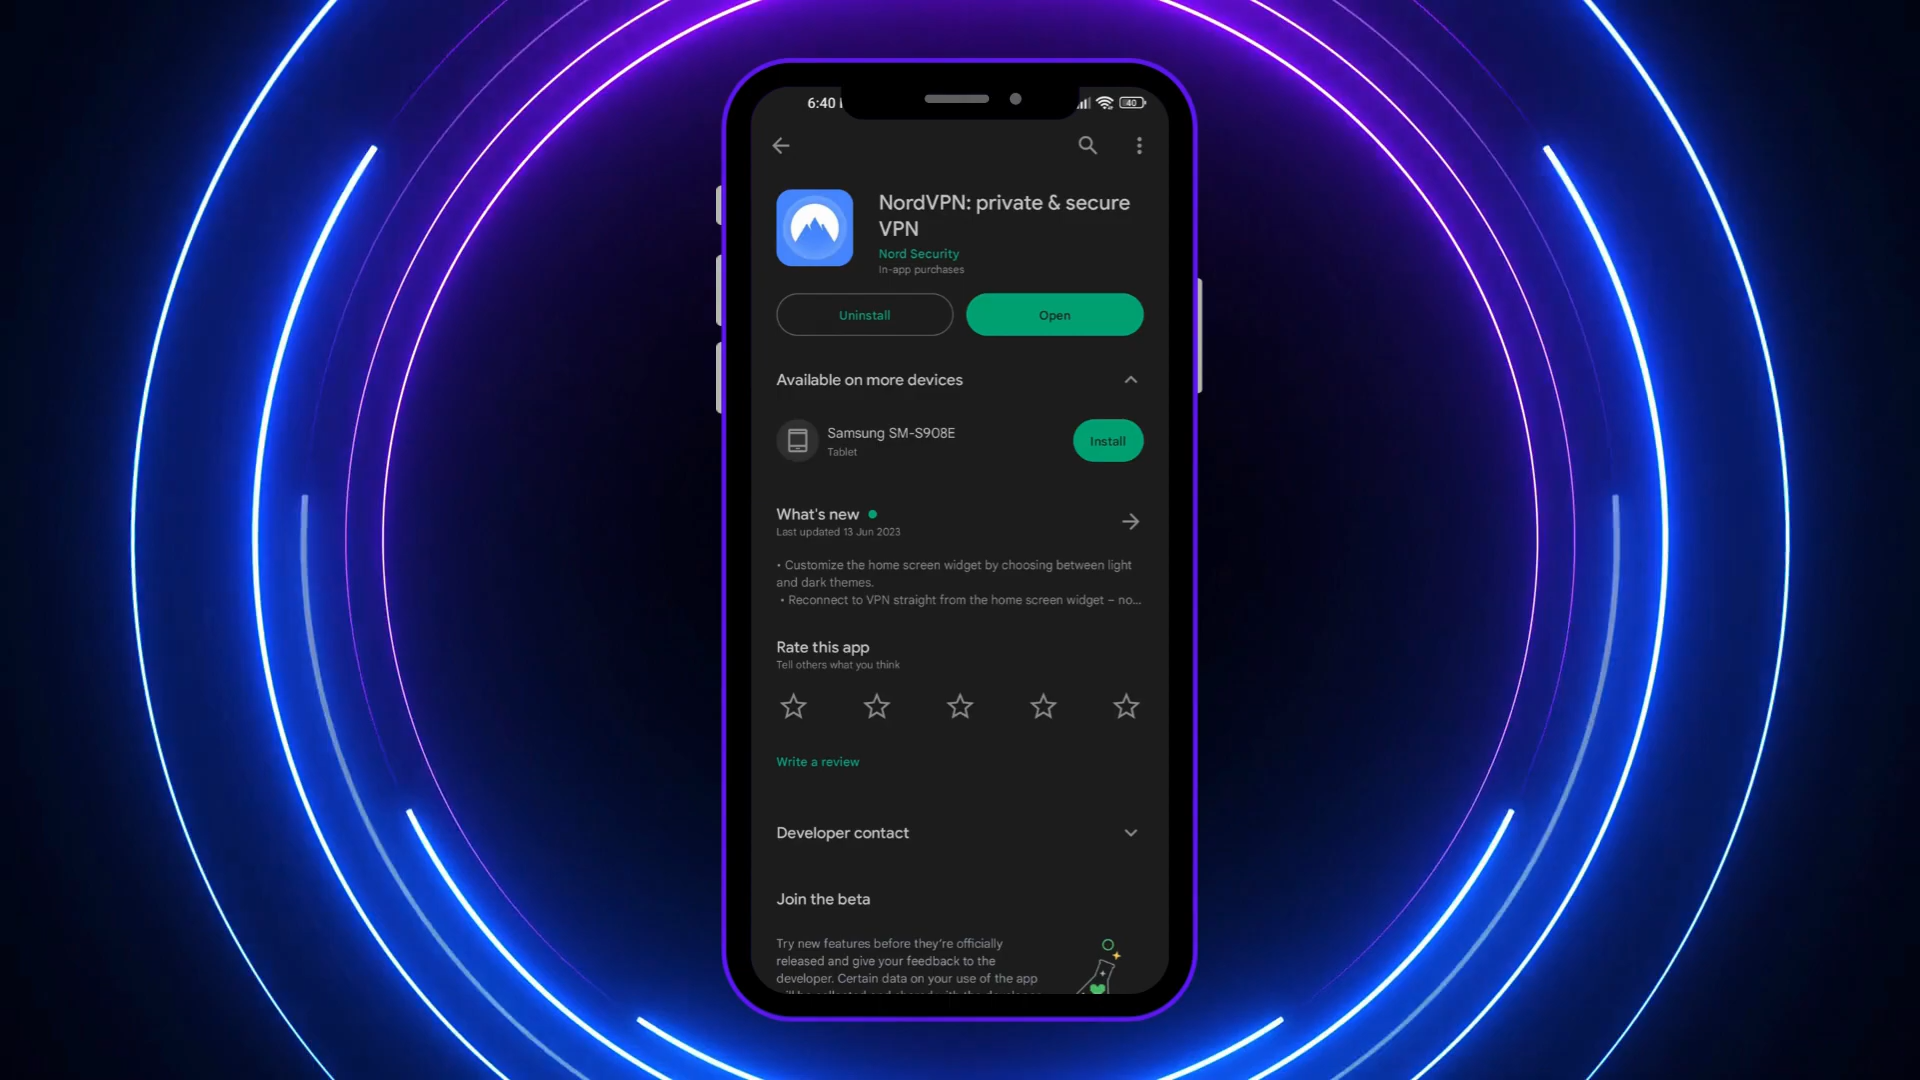 6:40
40
NordVPN: private & secure
VPN
Nord Security
In-app purchases
Uninstall
Open
Available on more devices
Samsung SM-S908E
Tablet
Install
What's new
Last updated 13 Jun 2023
• Customize the home screen widget by choosing between light
and dark themes.
• Reconnect to VPN straight from the home screen widget – no...
Rate this app
Tell others what you think
Write a review
Developer contact
Join the beta
Try new features before they're officially
released and give your feedback to the
developer. Certain data on your use of the app